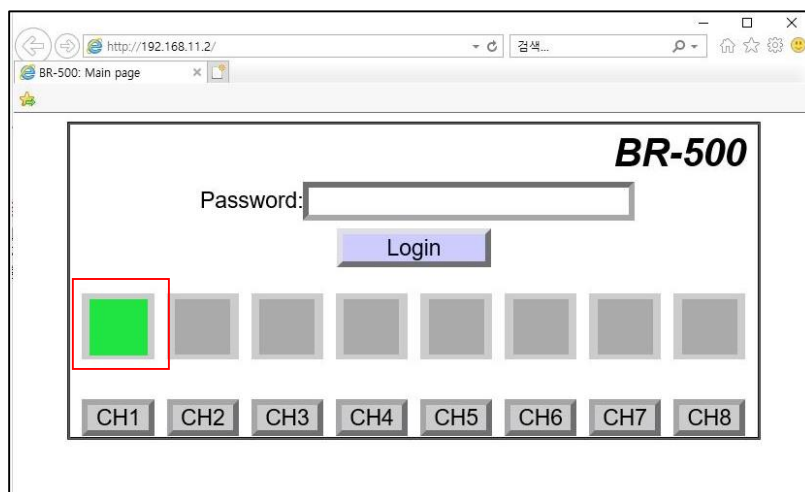 http://192.168.11.2/
검색...
BR-500: Main page
BR-500
Password:
Login
CH1 CH2 CH3 CH4 CH5 CH6 CH7 CH8